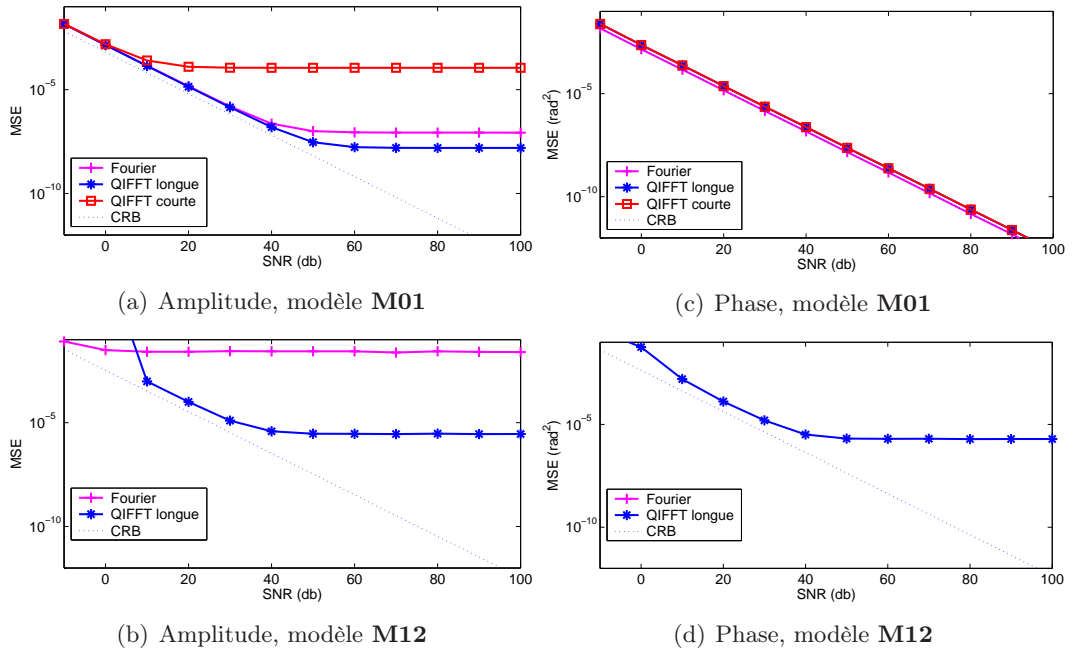 MSE
10^-5
10^-10
Fourier
QIFFT longue
QIFFT courte
CRB
0 20 40 60 80 100
SNR (db)
(a) Amplitude, modèle M01
MSE (rad^2)
10^-5
10^-10
Fourier
QIFFT longue
QIFFT courte
CRB
0 20 40 60 80 100
SNR (db)
(c) Phase, modèle M01
MSE
10^-5
10^-10
Fourier
QIFFT longue
CRB
0 20 40 60 80 100
SNR (db)
(b) Amplitude, modèle M12
MSE (rad^2)
10^-5
10^-10
Fourier
QIFFT longue
CRB
0 20 40 60 80 100
SNR (db)
(d) Phase, modèle M12